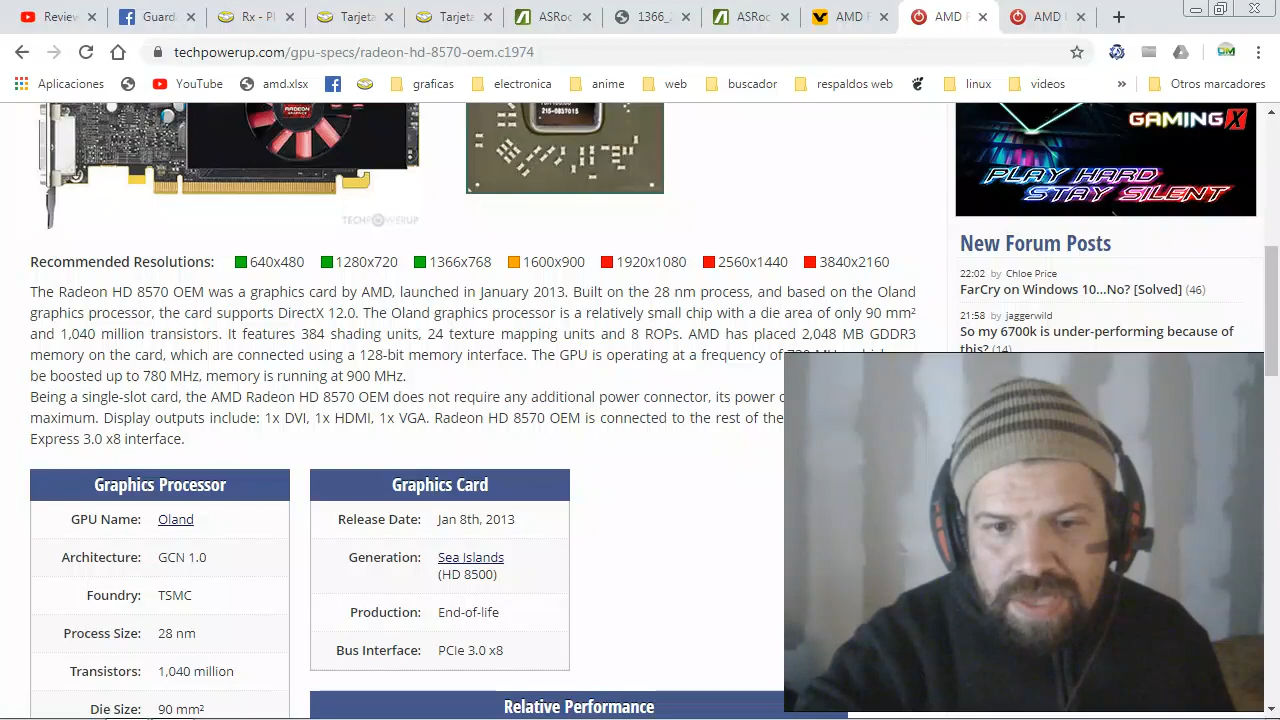 Review
Guard
Rx - Pl
Tarjeta
Tarjeta
ASRoc
1366_
ASRoc
AMD F
AMD F
AMD
techpowerup.com/gpu-specs/radeon-hd-8570-oem.c1974
Aplicaciones
YouTube
amd.xlsx
graficas
electronica
anime
web
buscador
respaldos web
linux
videos
»
Otros marcadores
RADEON
215-0837015
TECHPOWERUP
GAMING X
PLAY HARD
STAY SILENT
Recommended Resolutions: 640x480 1280x720 1366x768 1600x900 1920x1080 2560x1440 3840x2160
The Radeon HD 8570 OEM was a graphics card by AMD, launched in January 2013. Built on the 28 nm process, and based on the Oland
graphics processor, the card supports DirectX 12.0. The Oland graphics processor is a relatively small chip with a die area of only 90 mm²
and 1,040 million transistors. It features 384 shading units, 24 texture mapping units and 8 ROPs. AMD has placed 2,048 MB GDDR3
memory on the card, which are connected using a 128-bit memory interface. The GPU is operating at a frequency of
be boosted up to 780 MHz, memory is running at 900 MHz.
Being a single-slot card, the AMD Radeon HD 8570 OEM does not require any additional power connector, its power
maximum. Display outputs include: 1x DVI, 1x HDMI, 1x VGA. Radeon HD 8570 OEM is connected to the rest of the
Express 3.0 x8 interface.
New Forum Posts
22:02 by Chloe Price
FarCry on Windows 10...No? [Solved] (46)
21:58 by jaggerwild
So my 6700k is under-performing because of
this? (14)
Graphics Processor
GPU Name: Oland
Architecture: GCN 1.0
Foundry: TSMC
Process Size: 28 nm
Transistors: 1,040 million
Die Size: 90 mm²
Graphics Card
Release Date: Jan 8th, 2013
Generation: Sea Islands
(HD 8500)
Production: End-of-life
Bus Interface: PCIe 3.0 x8
Relative Performance